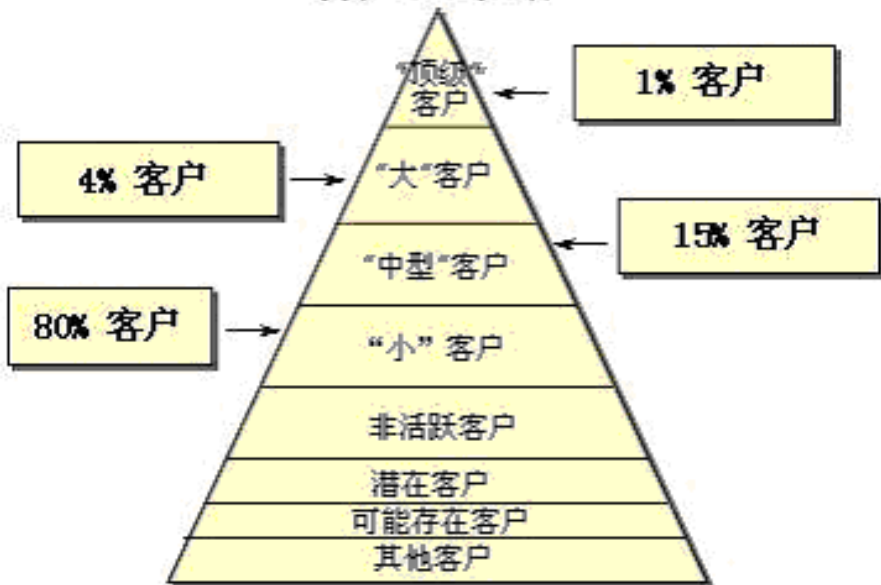 “顶级“
客户
1% 客户
4% 客户
“大“客户
15% 客户
“中型“客户
80% 客户
“小” 客户
非活跃客户
潜在客户
可能存在客户
其他客户